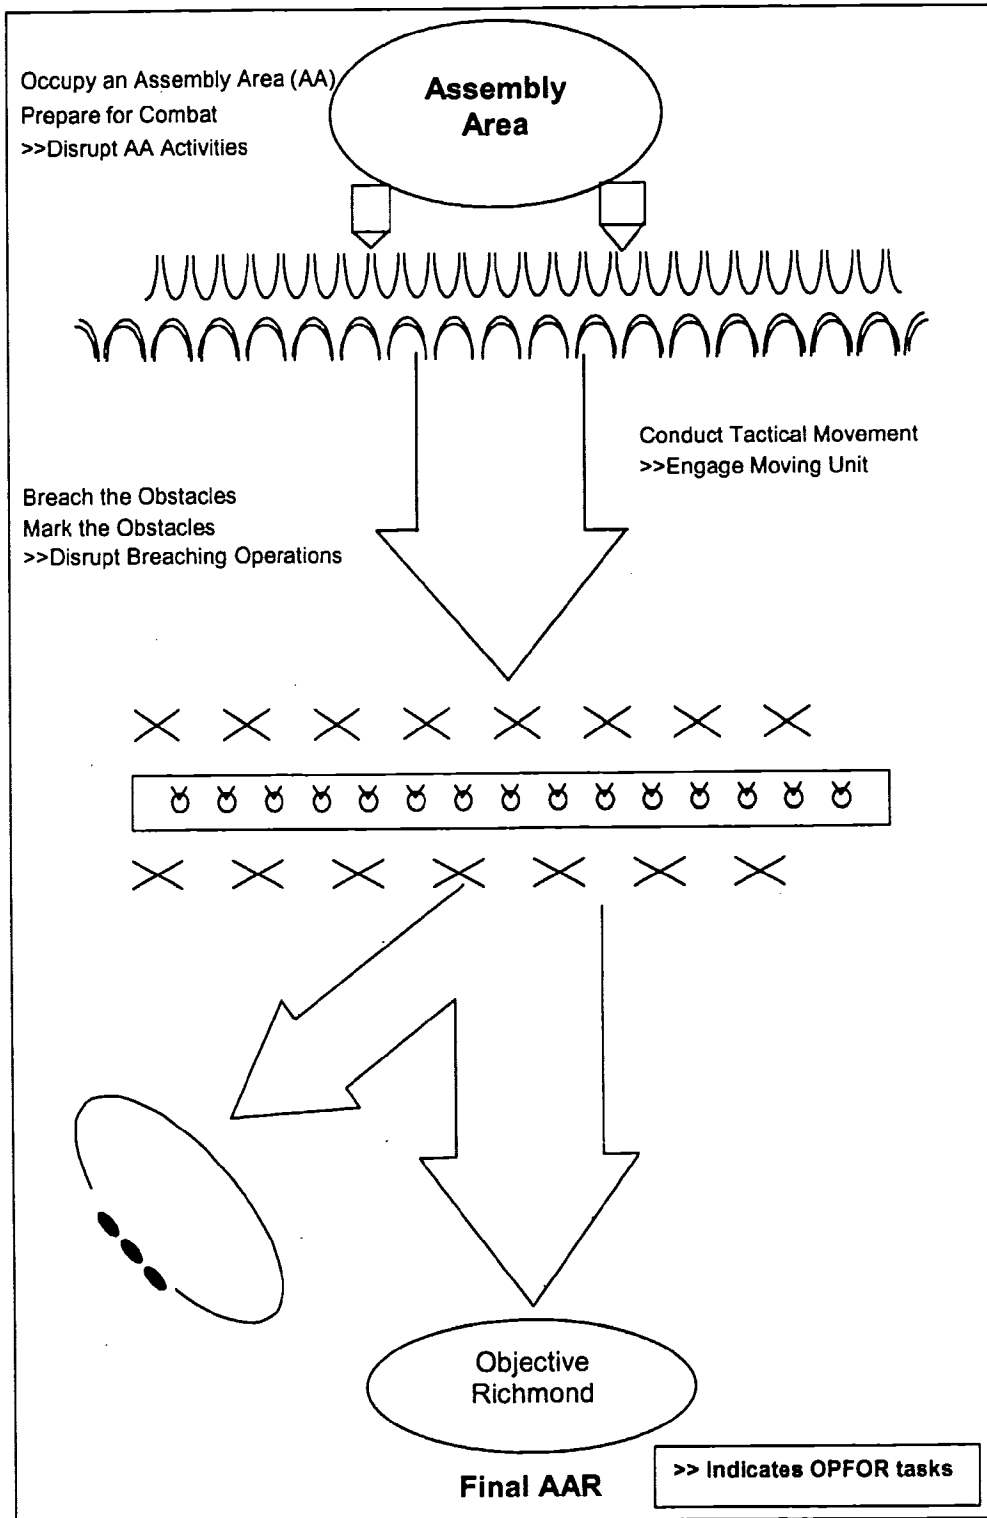 Occupy an Assembly Area (AA)
Prepare for Combat
>>Disrupt AA Activities
Assembly
Area
Conduct Tactical Movement
>>Engage Moving Unit
Breach the Obstacles
Mark the Obstacles
>>Disrupt Breaching Operations
Objective
Richmond
Final AAR
>> Indicates OPFOR tasks